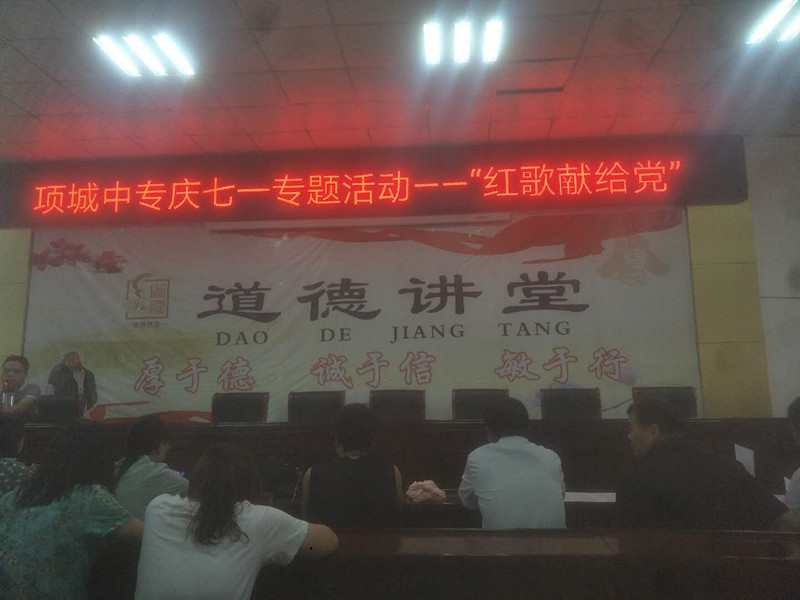 项城中专庆七一专题活动——“红歌献给党”
道德讲堂
DAO DE JIANG TANG
厚于德 诚于信 敏于行